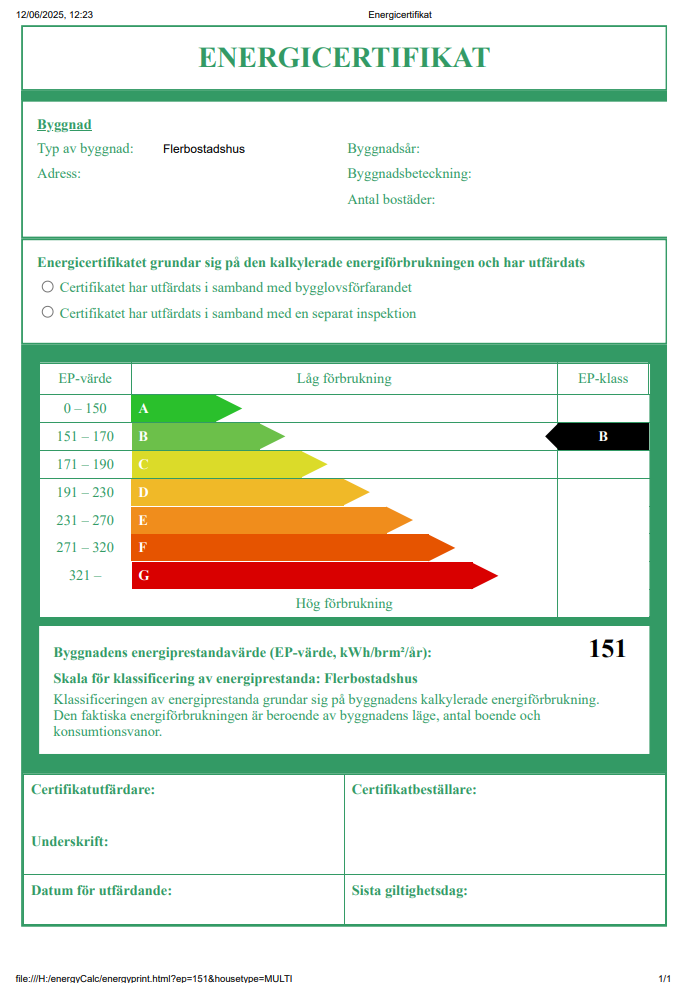 12/06/2025, 12:23 Energicertifikat
ENERGICERTIFIKAT
Byggnad
Typ av byggnad: Flerbostadshus Byggnadsår:
Adress: Byggnadsbeteckning:
Antal bostäder:
Energicertifikatet grundar sig på den kalkylerade energiförbrukningen och har utfärdats
Certifikatet har utfärdats i samband med bygglovsförfarandet
Certifikatet har utfärdats i samband med en separat inspektion
EP-värde Låg förbrukning EP-klass
0 – 150 A
151 – 170 B B
171 – 190 C
191 – 230 D
231 – 270 E
271 – 320 F
321 – G
Hög förbrukning
Byggnadens energiprestandavärde (EP-värde, kWh/brm²/år): 151
Skala för klassificering av energiprestanda: Flerbostadshus
Klassificeringen av energiprestanda grundar sig på byggnadens kalkylerade energiförbrukning.
Den faktiska energiförbrukningen är beroende av byggnadens läge, antal boende och
konsumtionsvanor.
Certifikatutfärdare: Certifikatbeställare:
Underskrift:
Datum för utfärdande: Sista giltighetsdag:
file:///H:/energyCalc/energyprint.html?ep=151&housetype=MULTI 1/1